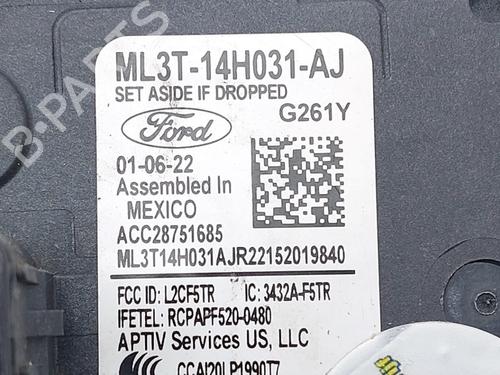 ML3T-14H031-AJ
SET ASIDE IF DROPPED
G261Y
Ford
01-06-22
Assembled In
MEXICO
ACC28751685
ML3T14H031AJR22152019840
FCC ID: L2CF5TR IC: 3432A-F5TR
IFETEL: RCPAPF520-0480
APTIV Services US, LLC
CCAI20LP1990T7
B-PARTS